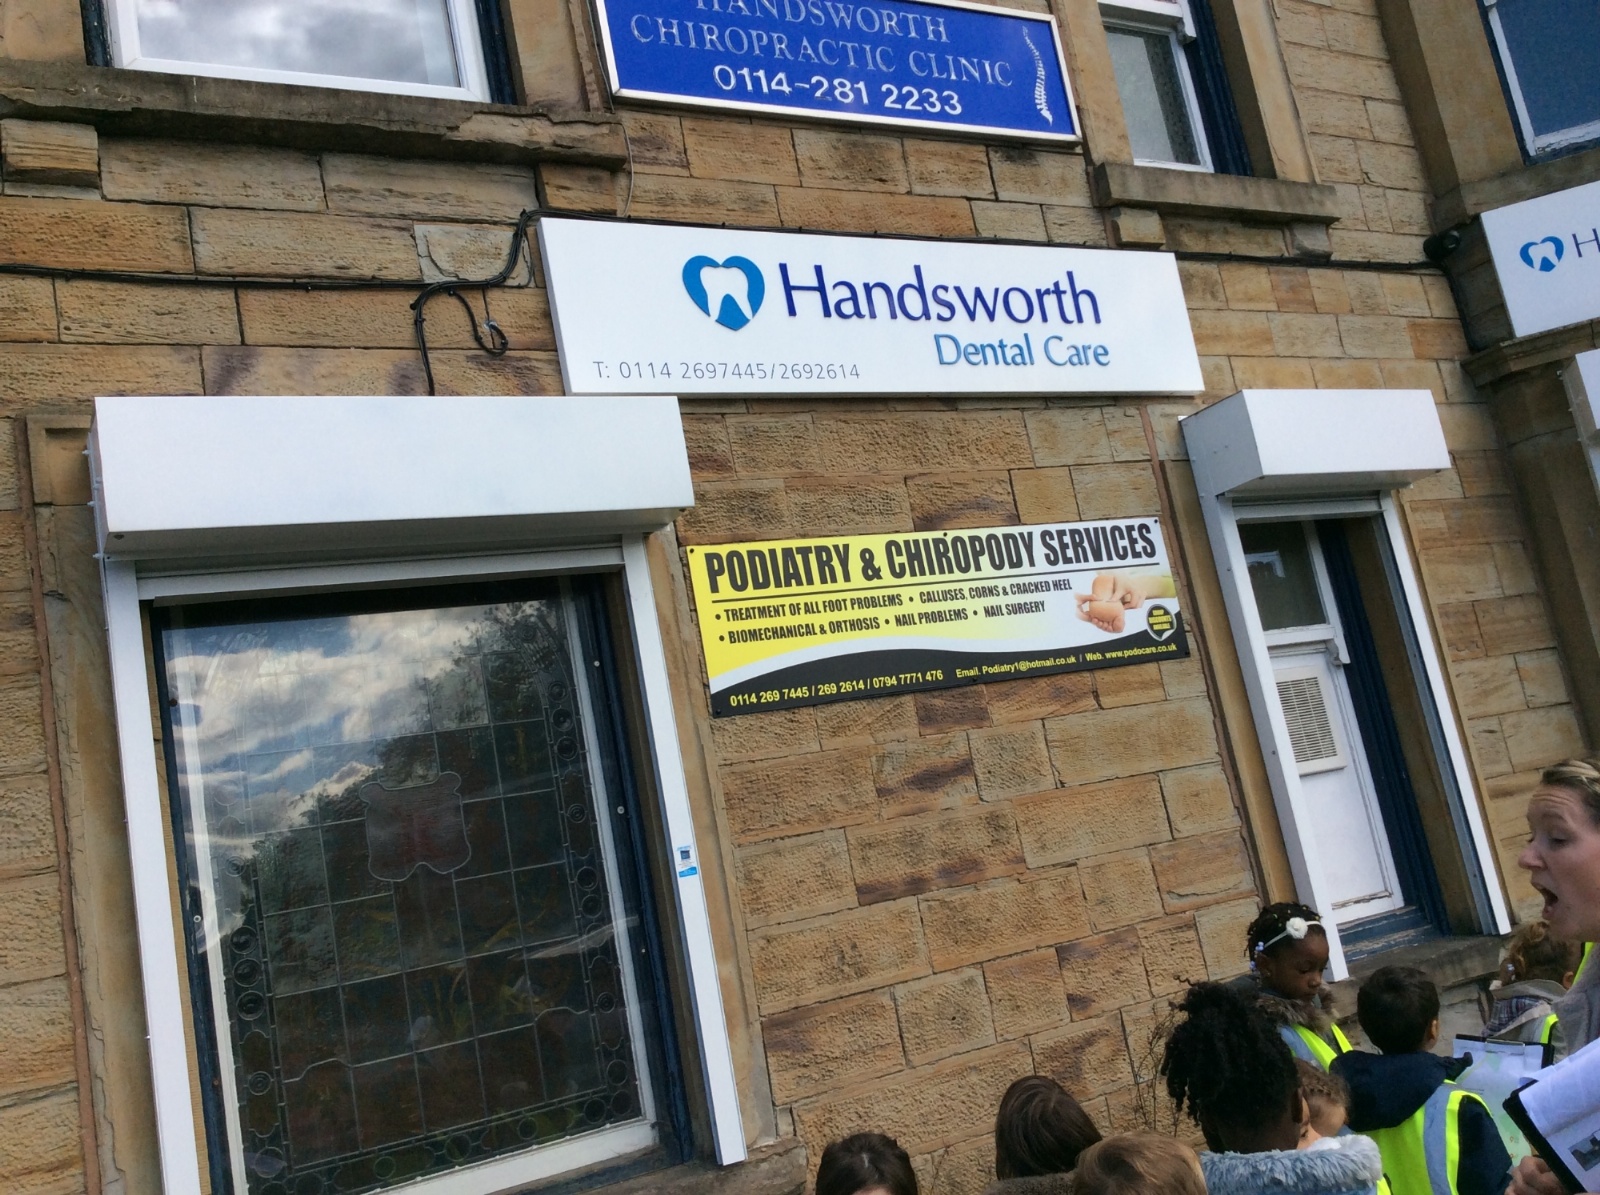 HANDSWORTH
CHIROPRACTIC CLINIC
0114-281 2233
Handsworth
Dental Care
T: 0114 2697445/2692614
H
PODIATRY & CHIROPODY SERVICES
• TREATMENT OF ALL FOOT PROBLEMS • CALLUSES, CORNS & CRACKED HEEL
• BIOMECHANICAL & ORTHOSIS • NAIL PROBLEMS • NAIL SURGERY
0114 269 7445 / 269 2614 / 0794 7771 476 Email. Podiatry1@hotmail.co.uk / Web. www.podocare.co.uk